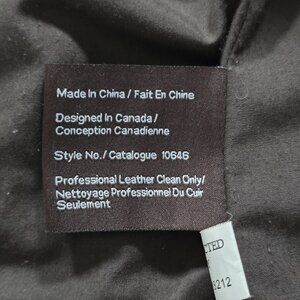 Made In China / Fait En Chine
Designed In Canada /
Conception Canadienne
Style No./ Catalogue 10646
Professional Leather Clean Only/
Nettoyage Professionnel Du Cuir
Seulement